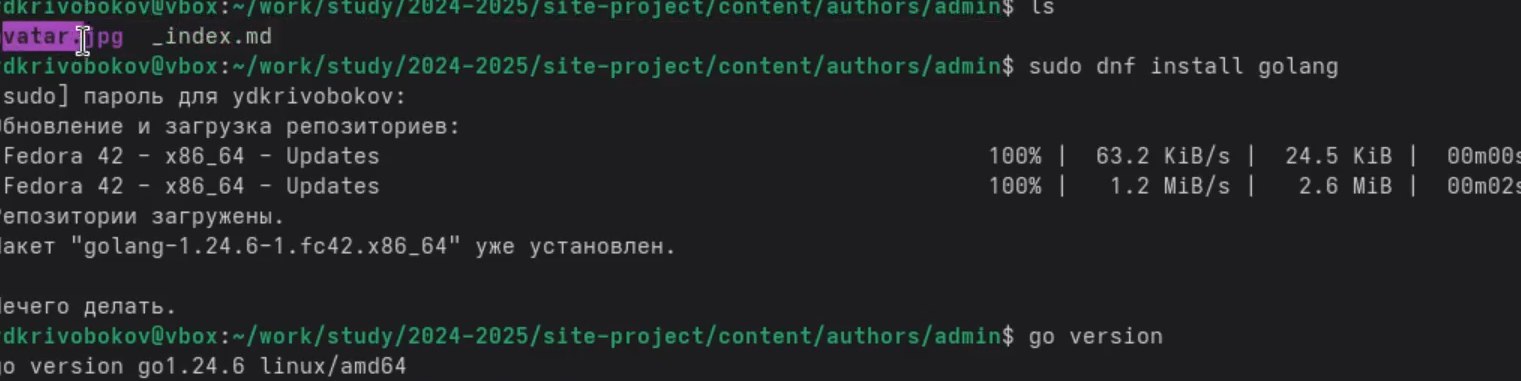 dkrivobokov@vbox:~/work/study/2024-2025/site-project/content/authors/admin$ ls
vatar.jpg _index.md
dkrivobokov@vbox:~/work/study/2024-2025/site-project/content/authors/admin$ sudo dnf install golang
sudo] пароль для ydkrivobokov:
бновление и загрузка репозиториев:
Fedora 42 - x86_64 - Updates 100% | 63.2 KiB/s | 24.5 KiB | 00m00s
Fedora 42 - x86_64 - Updates 100% | 1.2 MiB/s | 2.6 MiB | 00m02s
Репозитории загружены.
акет "golang-1.24.6-1.fc42.x86_64" уже установлен.
ечего делать.
dkrivobokov@vbox:~/work/study/2024-2025/site-project/content/authors/admin$ go version
go version go1.24.6 linux/amd64